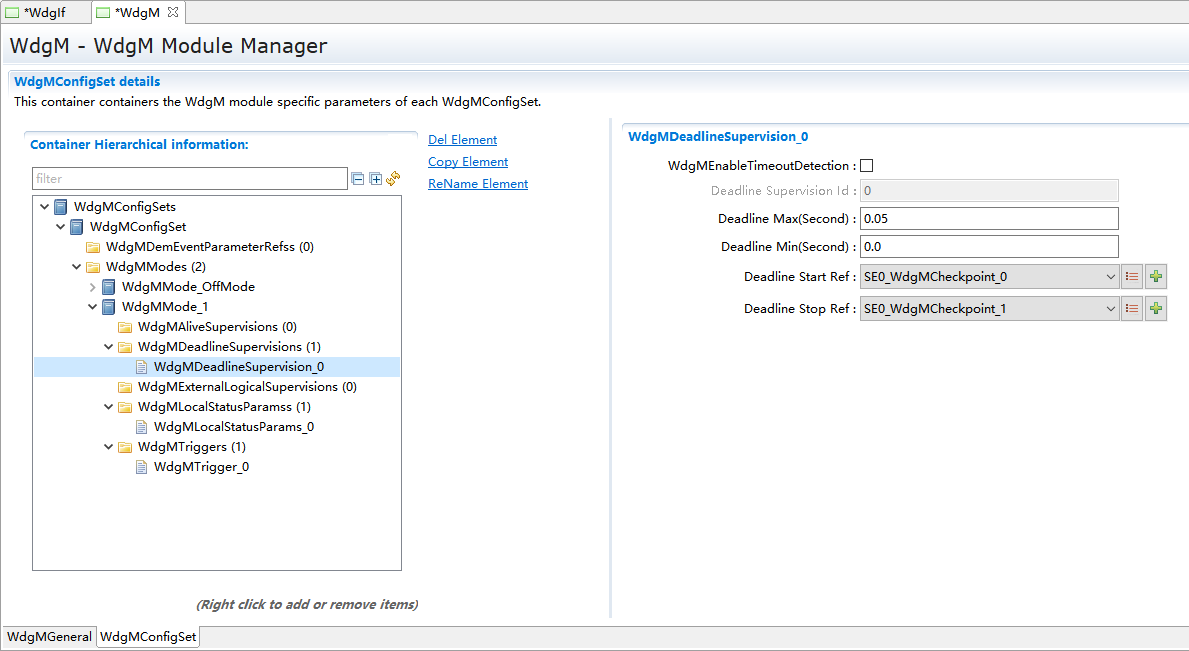 *WdgIf
*WdgM
WdgM - WdgM Module Manager
WdgMConfigSet details
This container containers the WdgM module specific parameters of each WdgMConfigSet.
Container Hierarchical information:
filter
WdgMConfigSets
WdgMConfigSet
WdgMDemEventParameterRefss (0)
WdgMModes (2)
WdgMMode_OffMode
WdgMMode_1
WdgMAliveSupervisions (0)
WdgMDeadlineSupervisions (1)
WdgMDeadlineSupervision_0
WdgMExternalLogicalSupervisions (0)
WdgMLocalStatusParamss (1)
WdgMLocalStatusParams_0
WdgMTriggers (1)
WdgMTrigger_0
(Right click to add or remove items)
Del Element
Copy Element
ReName Element
WdgMDeadlineSupervision_0
WdgMEnableTimeoutDetection :
Deadline Supervision Id : 0
Deadline Max(Second) : 0.05
Deadline Min(Second) : 0.0
Deadline Start Ref : SE0_WdgMCheckpoint_0
Deadline Stop Ref : SE0_WdgMCheckpoint_1
WdgMGeneral
WdgMConfigSet